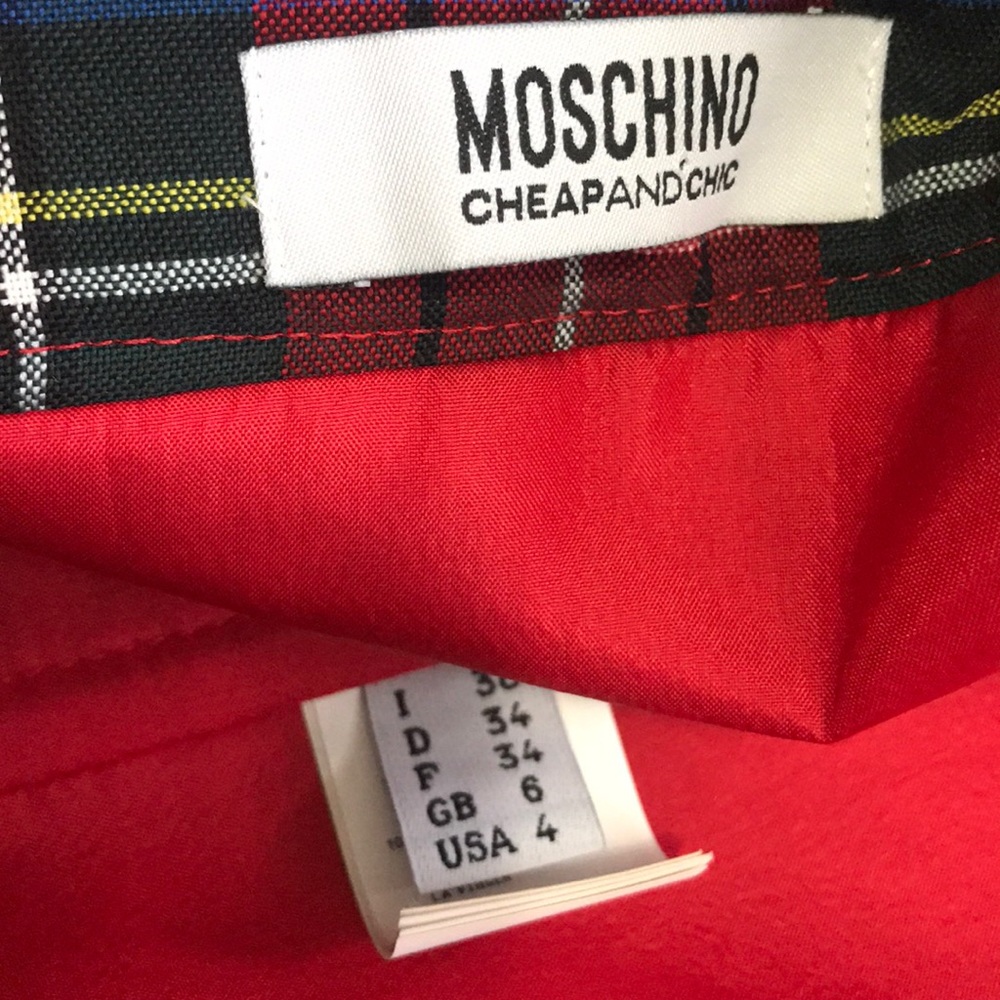 MOSCHINO
CHEAPANDCHIC
I
D 34
F 34
GB 6
USA 4